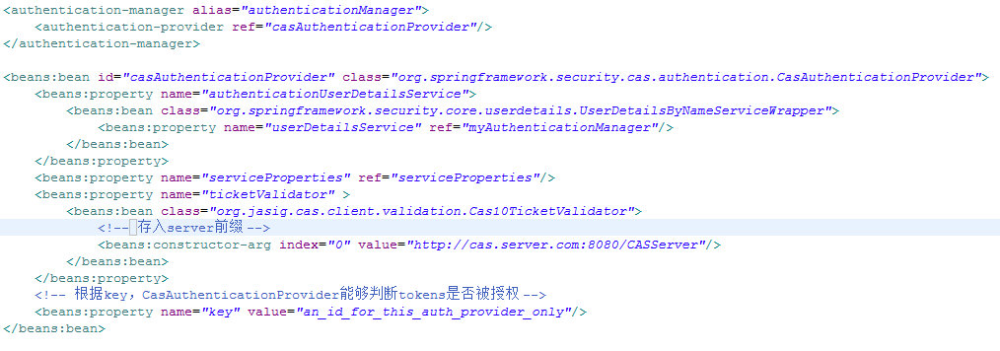 <authentication-manager alias="authenticationManager">
    <authentication-provider ref="casAuthenticationProvider"/>
</authentication-manager>
<beans:bean id="casAuthenticationProvider" class="org.springframework.security.cas.authentication.CasAuthenticationProvider">
    <beans:property name="authenticationUserDetailsService">
        <beans:bean class="org.springframework.security.core.userdetails.UserDetailsByNameServiceWrapper">
            <beans:property name="userDetailsService" ref="myAuthenticationManager"/>
        </beans:bean>
    </beans:property>
    <beans:property name="serviceProperties" ref="serviceProperties"/>
    <beans:property name="ticketValidator" >
        <beans:bean class="org.jasig.cas.client.validation.Cas10TicketValidator">
            <!-- 存入server前缀 -->
            <beans:constructor-arg index="0" value="http://cas.server.com:8080/CASServer"/>
        </beans:bean>
    </beans:property>
    <!-- 根据key，CasAuthenticationProvider能够判断tokens是否被授权 -->
    <beans:property name="key" value="an_id_for_this_auth_provider_only"/>
</beans:bean>